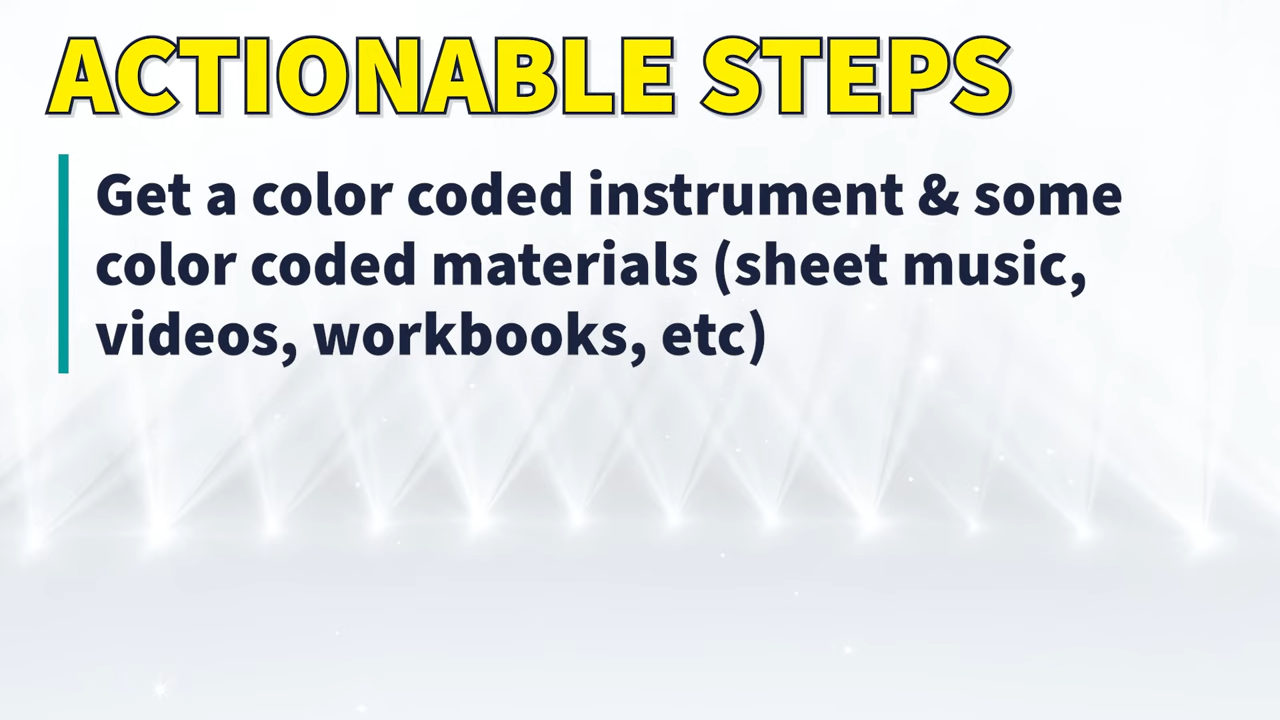 ACTIONABLE STEPS
Get a color coded instrument & some
color coded materials (sheet music,
videos, workbooks, etc)